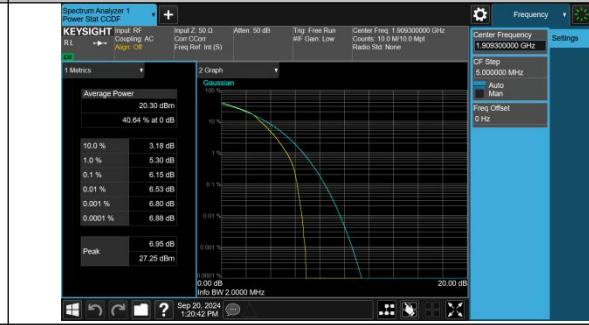 Spectrum Analyzer 1
Power Stat CCDF
+
Frequency
KEYSIGHT
RL
Input: RF
Coupling: AC
Align: Off
Input Z: 50 Ω
Corr CCorr
Freq Ref: Int (S)
Atten: 50 dB
Trig: Free Run
#IF Gain: Low
Center Freq: 1.909300000 GHz
Counts: 10.0 M/10.0 Mpt
Radio Std: None
Center Frequency
1.909300000 GHz
Settings
CF Step
5.000000 MHz
Auto
Man
Freq Offset
0 Hz
1 Metrics
2 Graph
Average Power
20.30 dBm
40.64 % at 0 dB
10.0 % 3.18 dB
1.0 % 5.30 dB
0.1 % 6.15 dB
0.01 % 6.53 dB
0.001 % 6.80 dB
0.0001 % 6.88 dB
Peak
6.95 dB
27.25 dBm
Gaussian
100 %
10 %
1 %
0.1 %
0.01 %
0.001 %
0.0001 %
0.00 dB
20.00 dB
Info BW 2.0000 MHz
?
Sep 20, 2024
1:20:42 PM